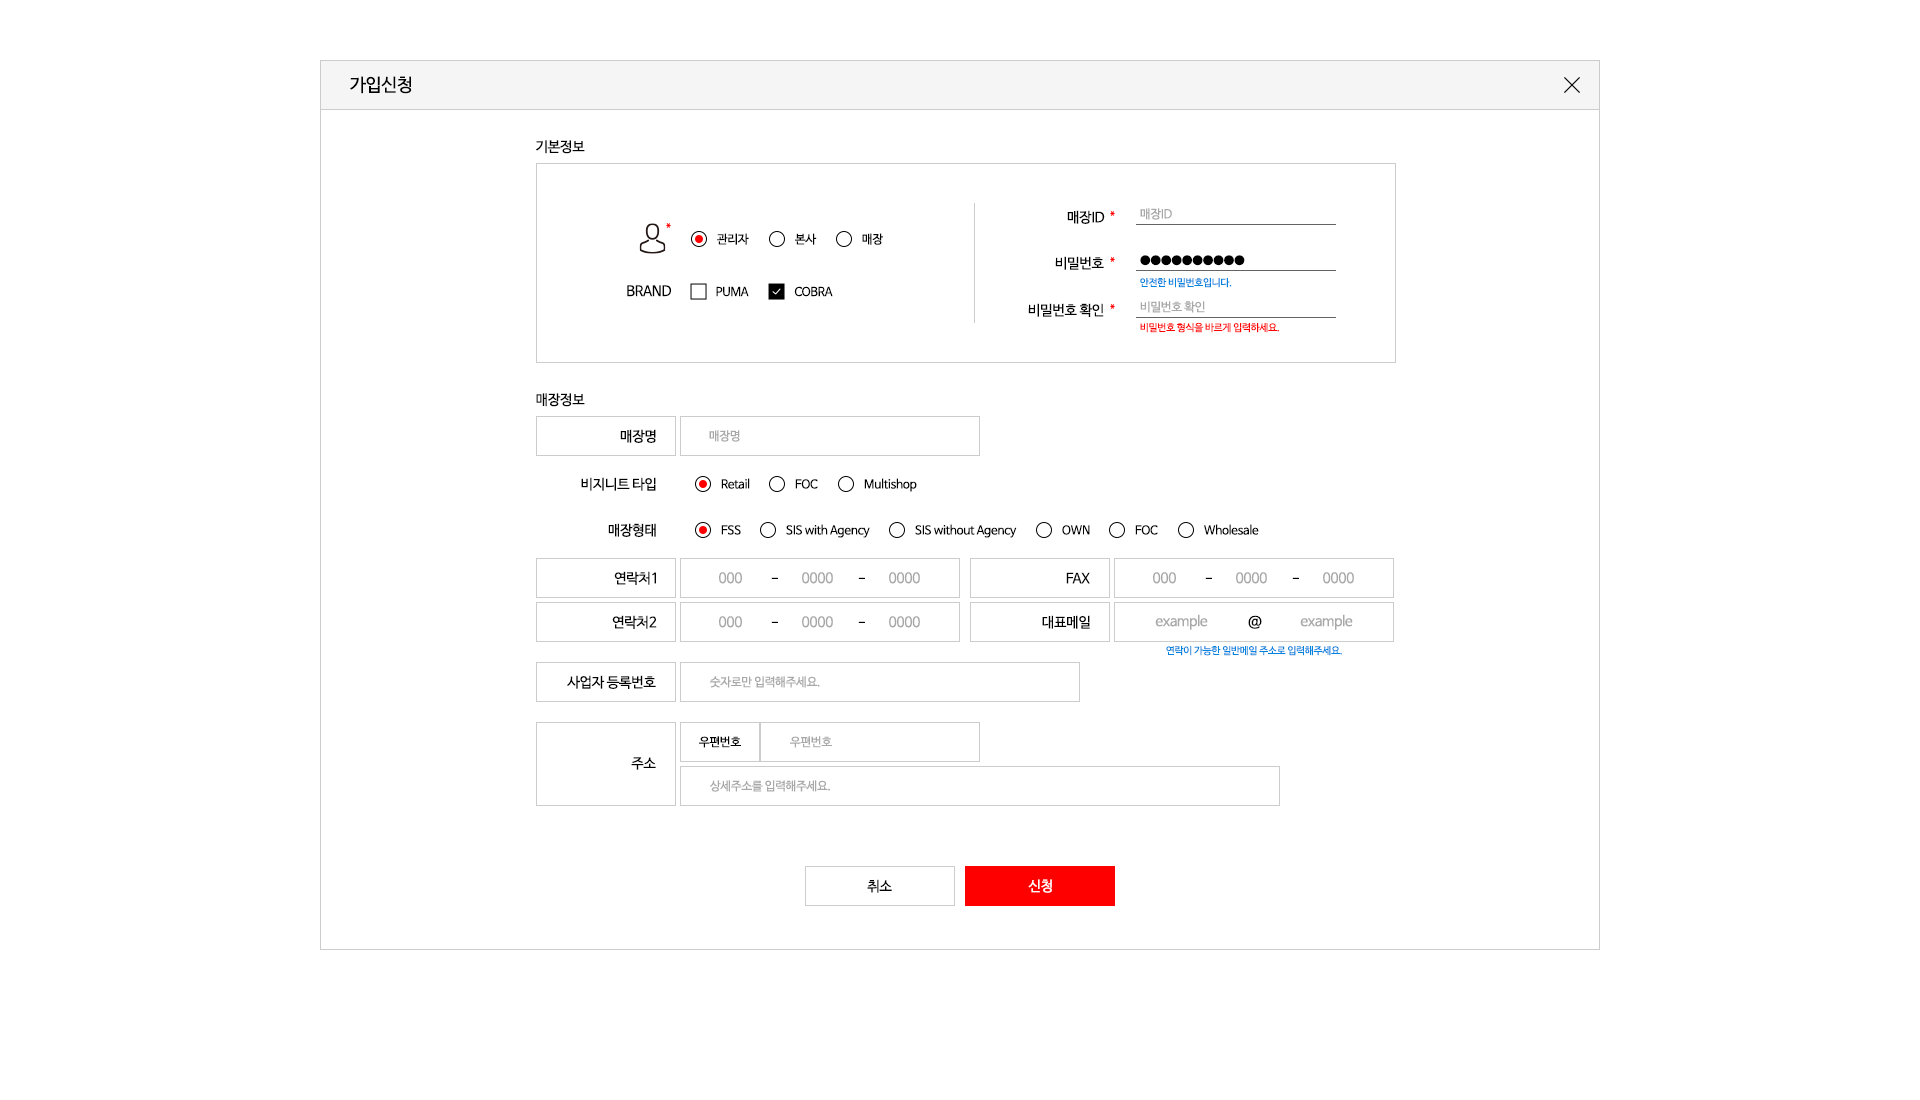 가입신청
기본정보
* 관리자 본사 매장
BRAND PUMA COBRA
매장ID * 매장ID
비밀번호 * ●●●●●●●●●●
안전한 비밀번호입니다.
비밀번호 확인 * 비밀번호 확인
비밀번호 형식을 바르게 입력하세요.
매장정보
매장명 매장명
비지니트 타입 Retail FOC Multishop
매장형태 FSS SIS with Agency SIS without Agency OWN FOC Wholesale
연락처1 000 - 0000 - 0000 FAX 000 - 0000 - 0000
연락처2 000 - 0000 - 0000 대표메일 example @ example
연락이 가능한 일반메일 주소로 입력해주세요.
사업자 등록번호 숫자로만 입력해주세요.
주소 우편번호 우편번호
상세주소를 입력해주세요.
취소 신청